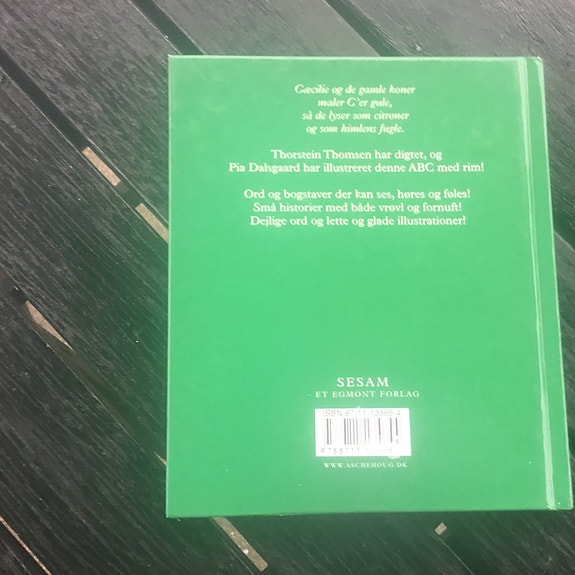 Cæcilie og de gamle koner
maler C'er gule,
så de lyser som citroner
og som himlens fugle.
Thorstein Thomsen har digtet, og
Pia Dalsgaard har illustreret denne ABC med rim!
Ord og bogstaver der kan ses, høres og føles!
Små historier med både vrøvl og fornuft!
Dejlige ord og lette og glade illustrationer!
SESAM
- ET EGMONT FORLAG
WWW.ASCHEHOUG.DK